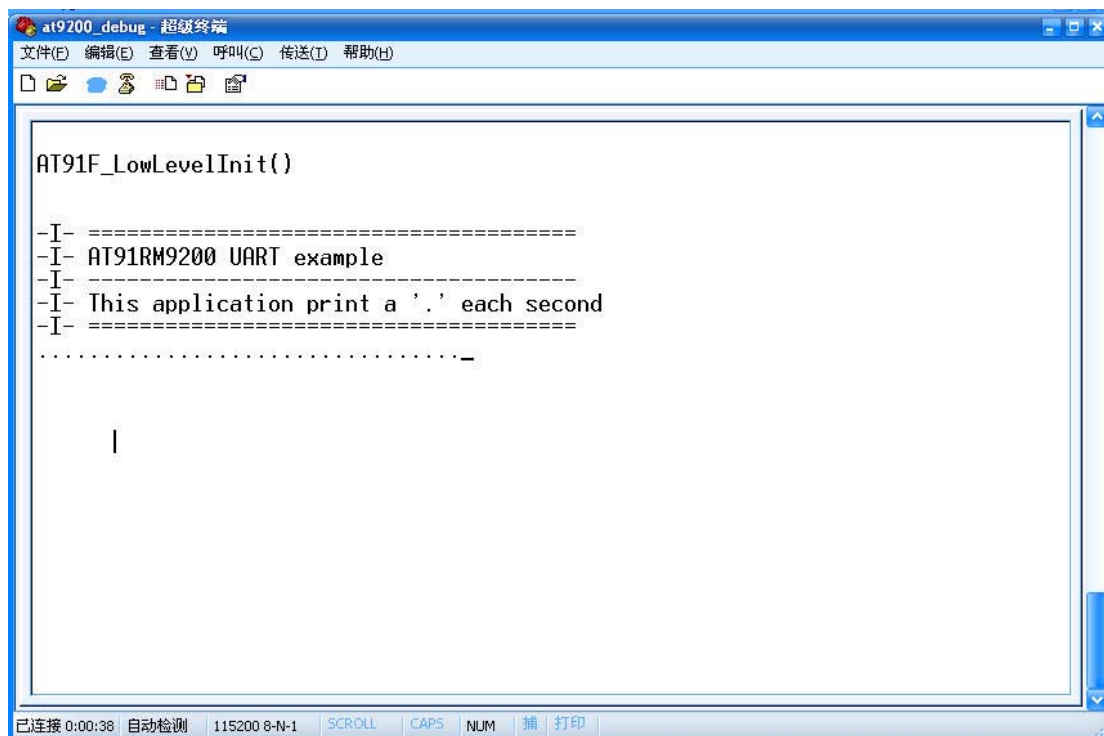 at9200_debug - 超级终端
文件(F) 编辑(E) 查看(V) 呼叫(C) 传送(T) 帮助(H)
AT91F_LowLevelInit()
-I- ======================================
-I- AT91RM9200 UART example
-I- --------------------------------------
-I- This application print a '.' each second
-I- ======================================
.................................
已连接 0:00:38 自动检测 115200 8-N-1 SCROLL CAPS NUM 捕 打印